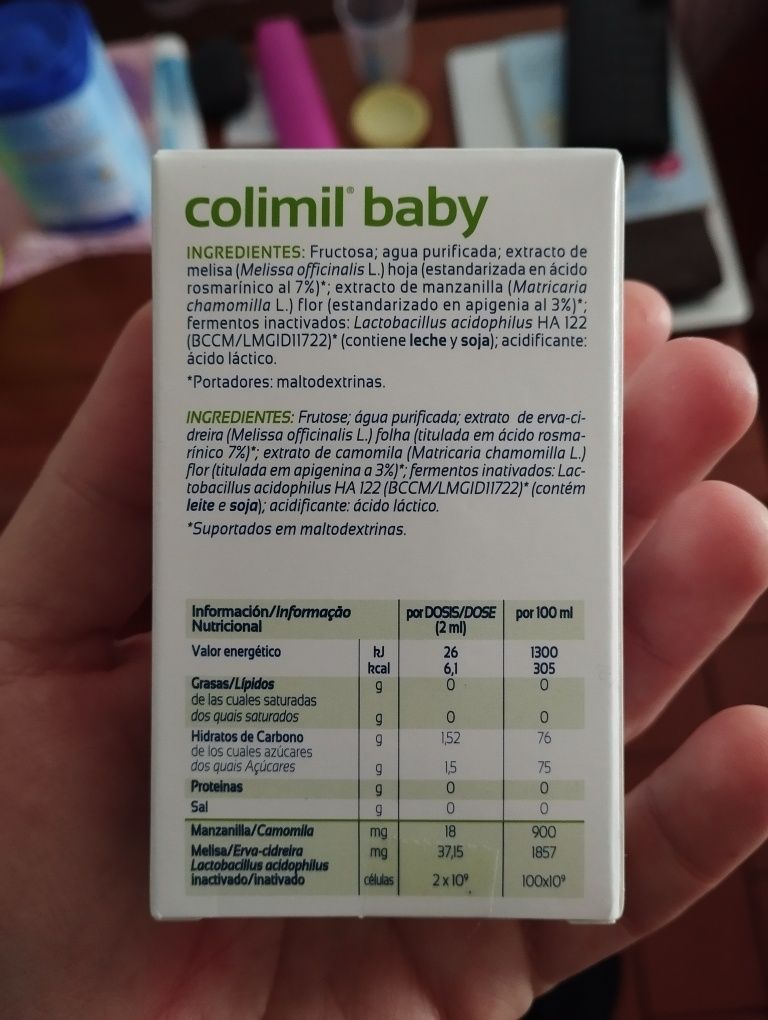 colimil® baby
INGREDIENTES: Fructosa; agua purificada; extracto de
melisa (Melissa officinalis L.) hoja (estandarizada en ácido
rosmarínico al 7%)*; extracto de manzanilla (Matricaria
chamomilla L.) flor (estandarizado en apigenia al 3%)*;
fermentos inactivados: Lactobacillus acidophilus HA 122
(BCCM/LMGID11722)* (contiene leche y soja); acidificante:
ácido láctico.
*Portadores: maltodextrinas.
INGREDIENTES: Frutose; água purificada; extrato de erva-ci-
dreira (Melissa officinalis L.) folha (titulada em ácido rosma-
rínico 7%)*; extrato de camomila (Matricaria chamomilla L.)
flor (titulada em apigenina a 3%)*; fermentos inativados: Lac-
tobacillus acidophilus HA 122 (BCCM/LMGID11722)* (contém
leite e soja); acidificante: ácido láctico.
*Suportados em maltodextrinas.
Información/Informação por DOSIS/DOSE por 100 ml
Nutricional (2 ml)
Valor energético kJ 26 1300
kcal 6,1 305
Grasas/Lípidos g 0 0
de las cuales saturadas
dos quais saturados g 0 0
Hidratos de Carbono g 1,52 76
de los cuales azúcares
dos quais Açúcares g 1,5 75
Proteínas g 0 0
Sal g 0 0
Manzanilla/Camomila mg 18 900
Melisa/Erva-cidreira mg 37,15 1857
Lactobacillus acidophilus
inactivado/inativado células 2 x 10⁹ 100x10⁹